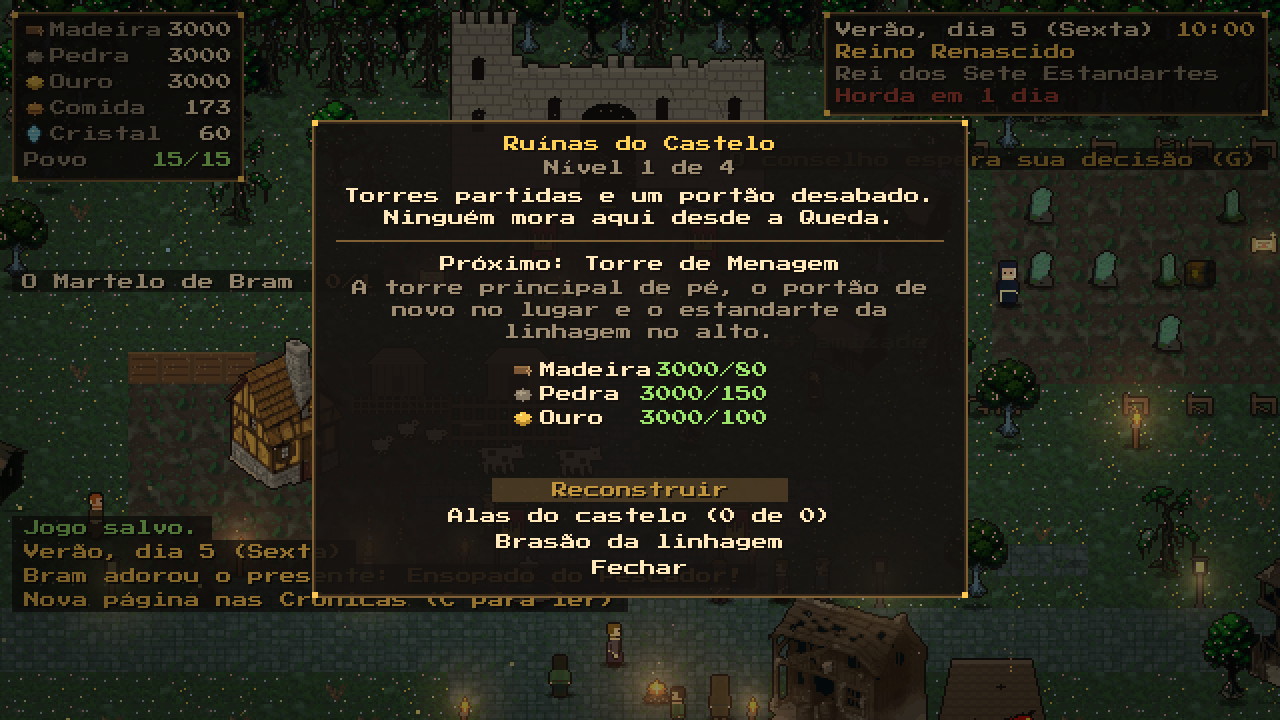 Madeira 3000
Pedra 3000
Ouro 3000
Comida 173
Cristal 60
Povo 15/15
Verão, dia 5 (Sexta) 10:00
Reino Renascido
Rei dos Sete Estandartes
Horda em 1 dia
conselho espera sua decisão (G)
Ruínas do Castelo
Nível 1 de 4
Torres partidas e um portão desabado.
Ninguém mora aqui desde a Queda.
O Martelo de Bram
Próximo: Torre de Menagem
A torre principal de pé, o portão de
novo no lugar e o estandarte da
linhagem no alto.
Madeira 3000/80
Pedra 3000/150
Ouro 3000/100
Reconstruir
Alas do castelo (0 de 0)
Brasão da linhagem
Fechar
Jogo salvo.
Verão, dia 5 (Sexta)
Bram adorou o presente: Ensopado do Pescador!
Nova página nas Crônicas (C para ler)